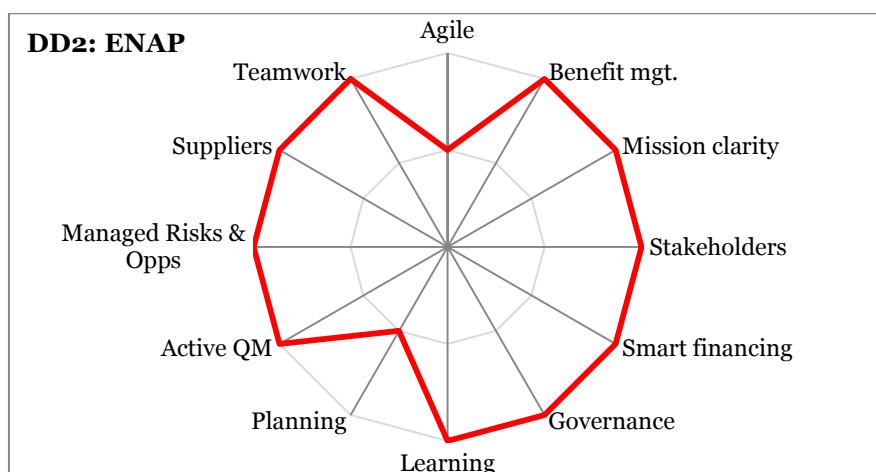 DD2: ENAP
Agile
Benefit mgt.
Mission clarity
Stakeholders
Smart financing
Governance
Learning
Planning
Active QM
Managed Risks &
Opps
Suppliers
Teamwork